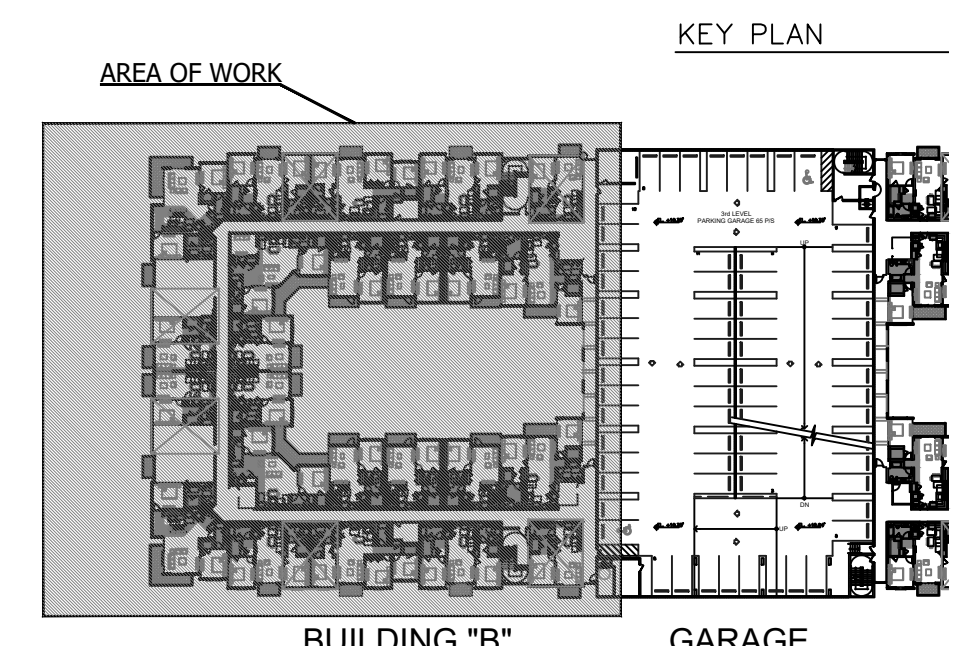 KEY PLAN
AREA OF WORK
3rd LEVEL
PARKING GARAGE 65 P/S
UP
DN
UP
BUILDING "B"
GARAGE